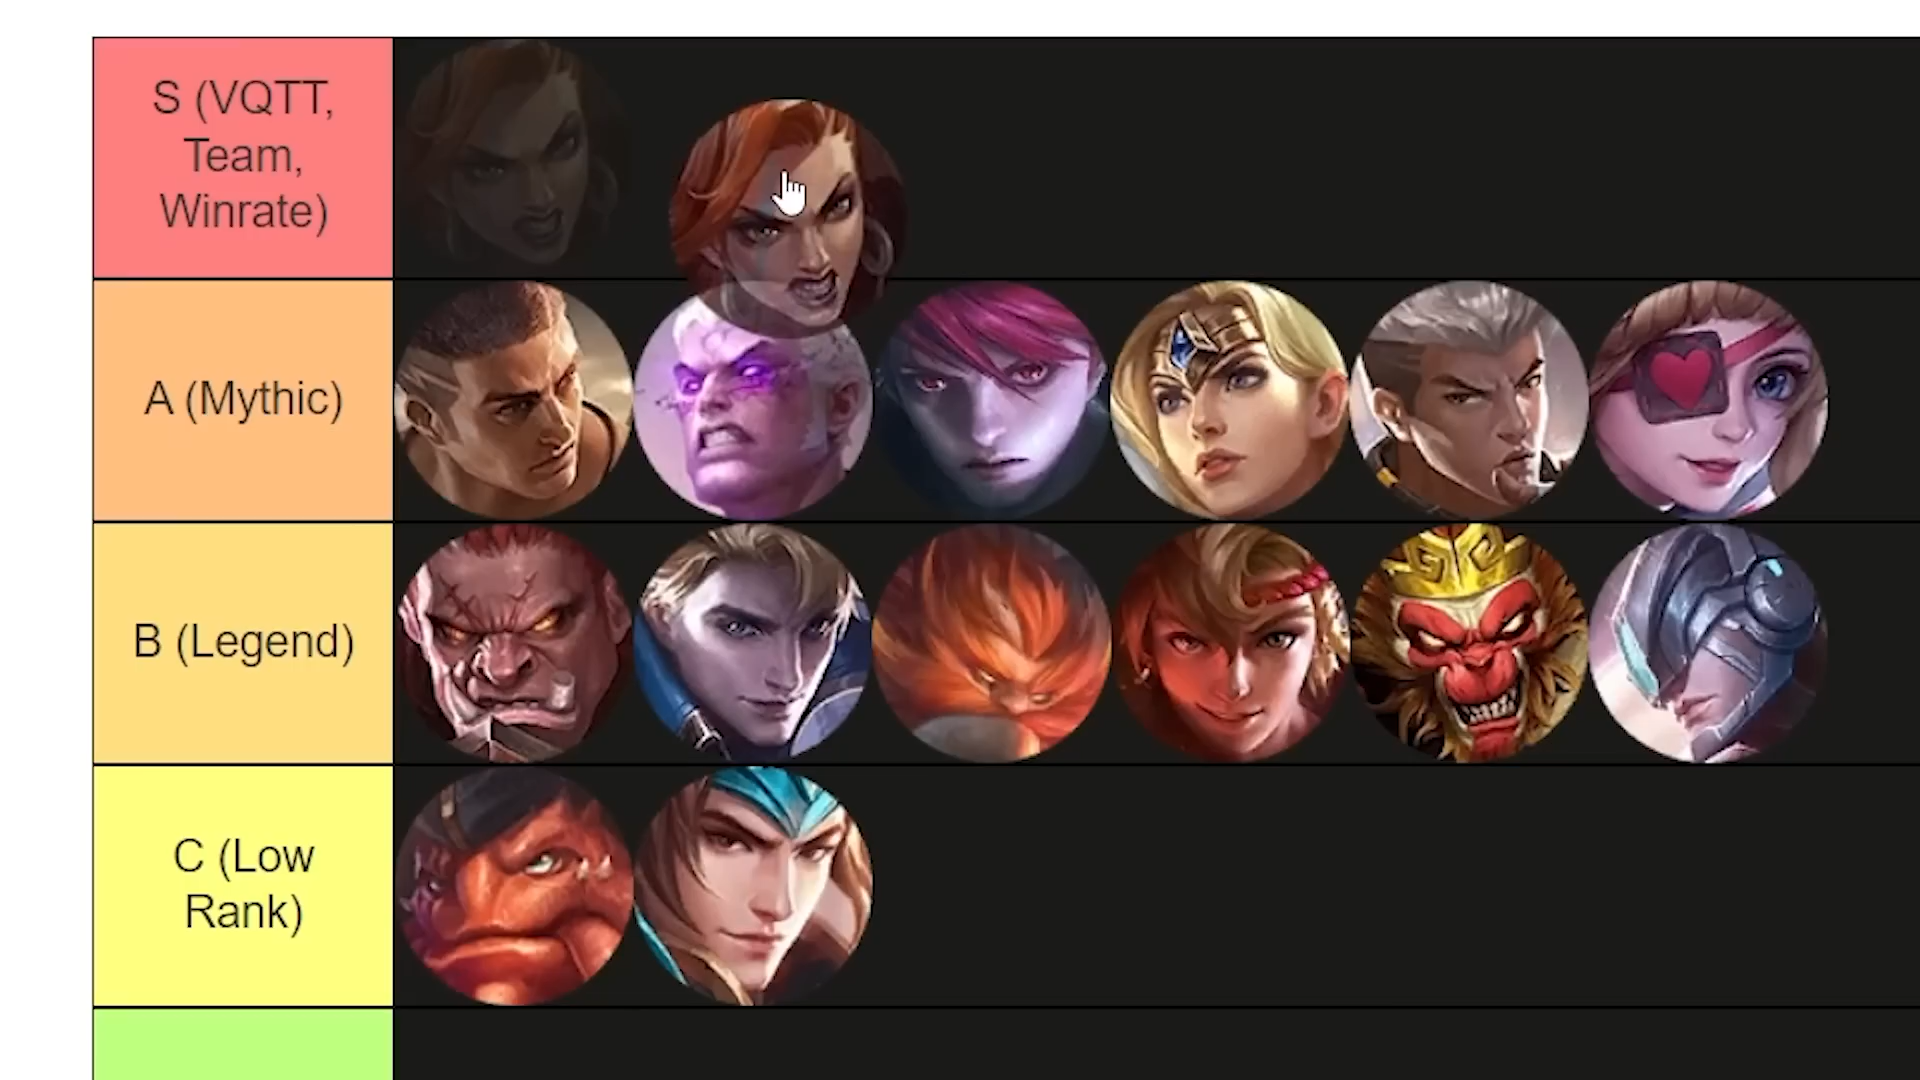 S (VQTT,
Team,
Winrate)
A (Mythic)
B (Legend)
C (Low
Rank)